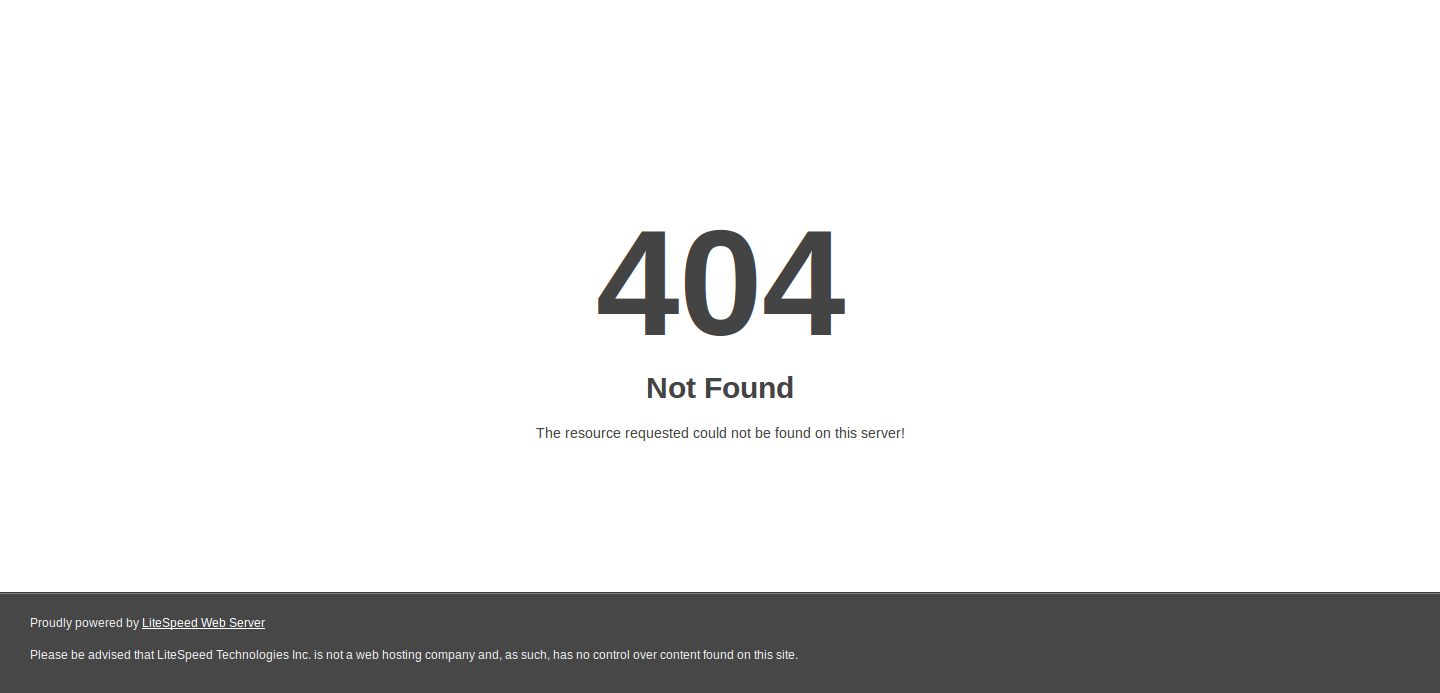 404
Not Found
The resource requested could not be found on this server!
Proudly powered by LiteSpeed Web Server
Please be advised that LiteSpeed Technologies Inc. is not a web hosting company and, as such, has no control over content found on this site.